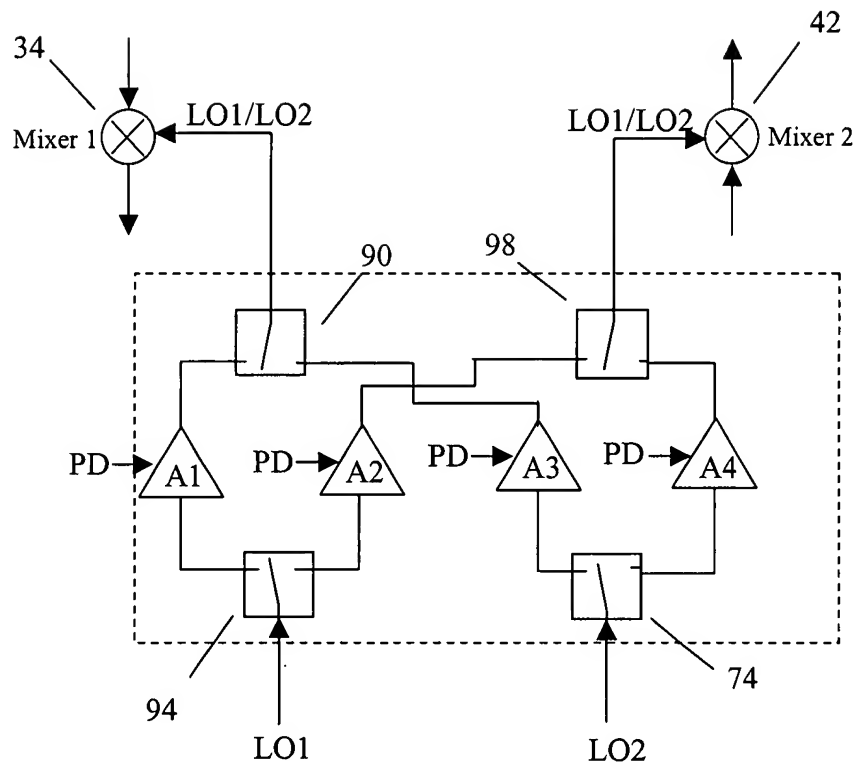 34
42
LO1/LO2
LO1/LO2
Mixer 1
Mixer 2
90
98
PD
A1
PD
A2
PD
A3
PD
A4
94
74
LO1
LO2